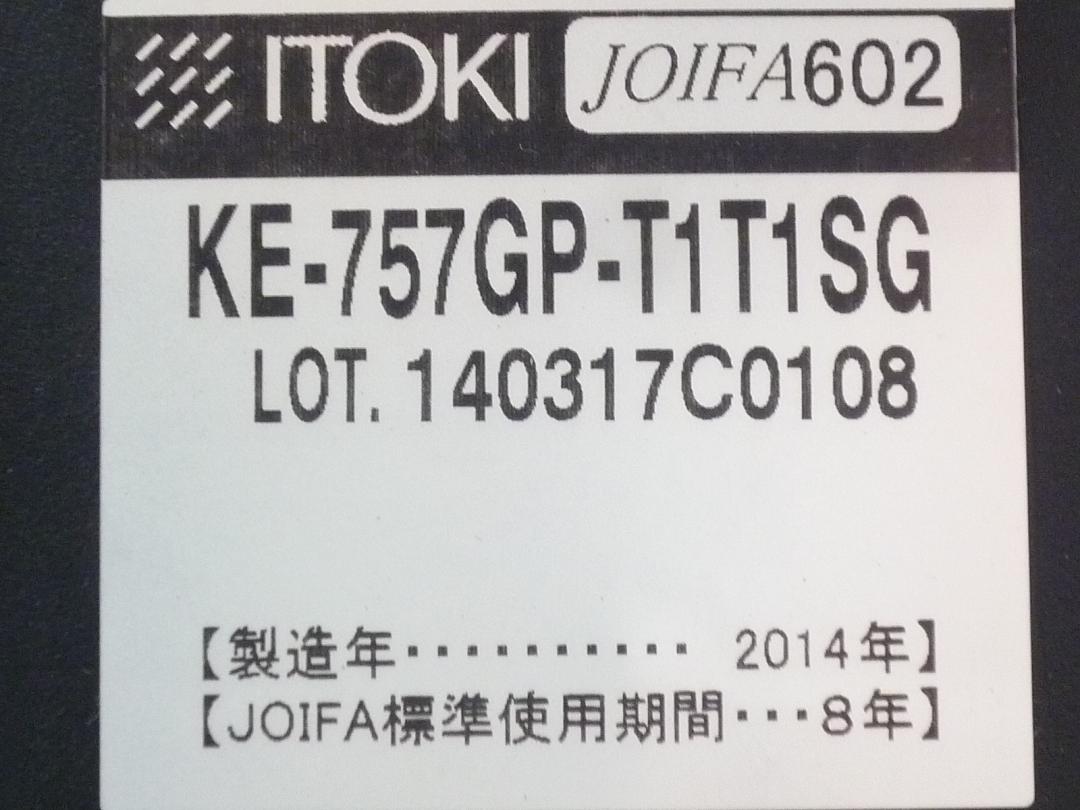 ITOKI JOIFA602
KE-757GP-T1T1SG
LOT. 140317C0108
【製造年・・・・・・・・・・ 2014年】
【JOIFA標準使用期間・・・8年】